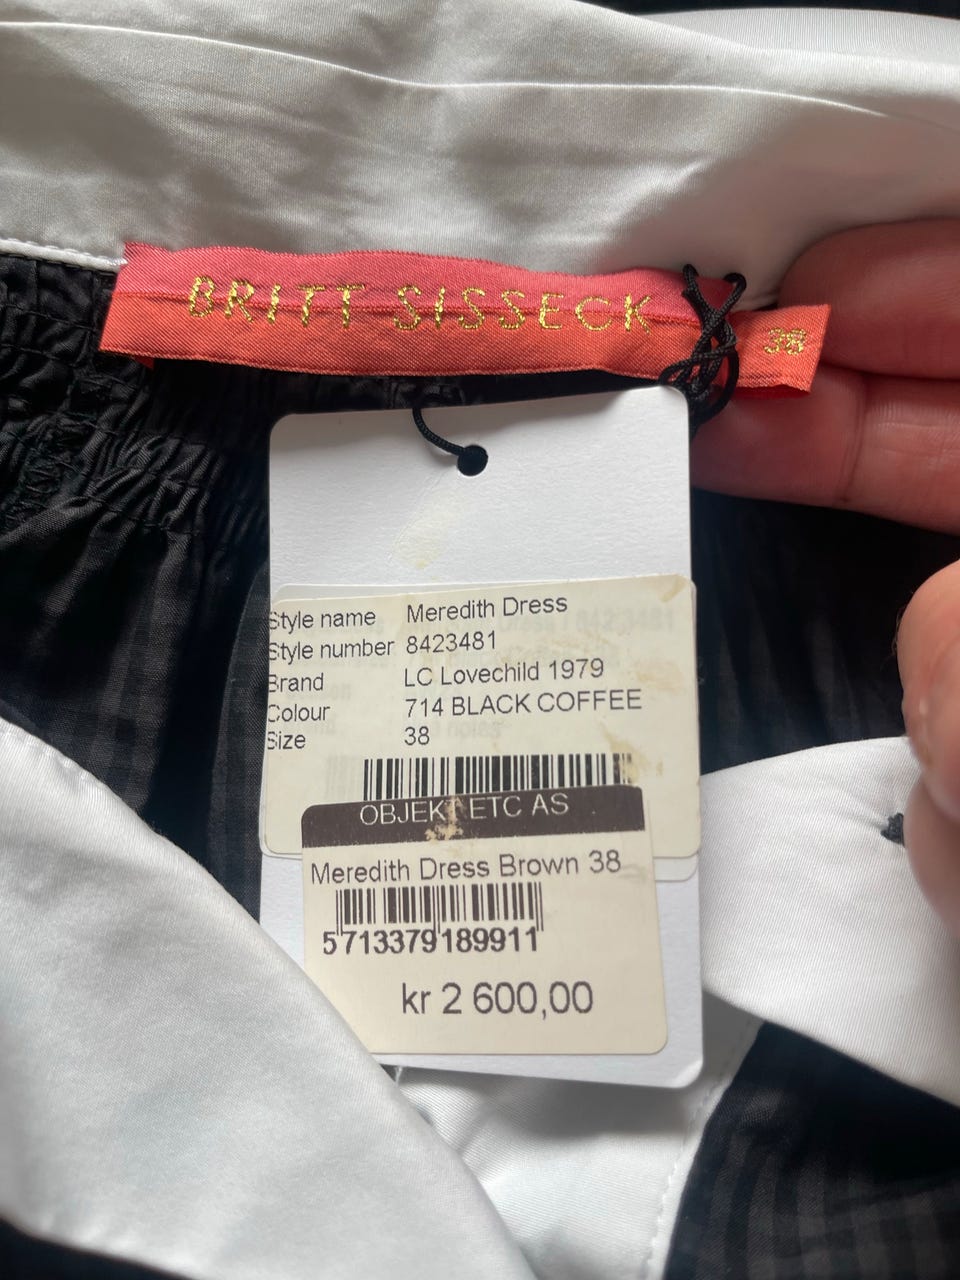 BRITT SISSECK
38
Style name Meredith Dress
Style number 8423481
Brand LC Lovechild 1979
Colour 714 BLACK COFFEE
Size 38
OBJEKT ETC AS
Meredith Dress Brown 38
5713379189911
kr 2 600,00